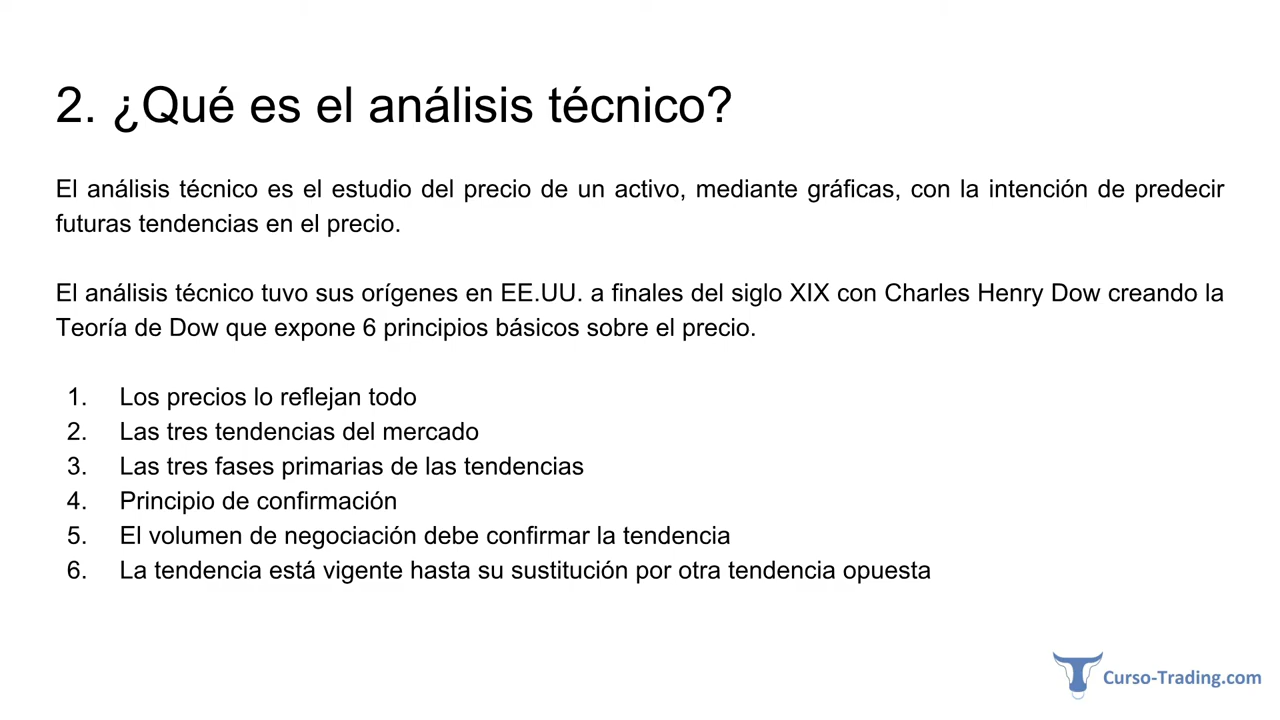 2. ¿Qué es el análisis técnico?
El análisis técnico es el estudio del precio de un activo, mediante gráficas, con la intención de predecir
futuras tendencias en el precio.
El análisis técnico tuvo sus orígenes en EE.UU. a finales del siglo XIX con Charles Henry Dow creando la
Teoría de Dow que expone 6 principios básicos sobre el precio.
1. Los precios lo reflejan todo
2. Las tres tendencias del mercado
3. Las tres fases primarias de las tendencias
4. Principio de confirmación
5. El volumen de negociación debe confirmar la tendencia
6. La tendencia está vigente hasta su sustitución por otra tendencia opuesta
Curso-Trading.com